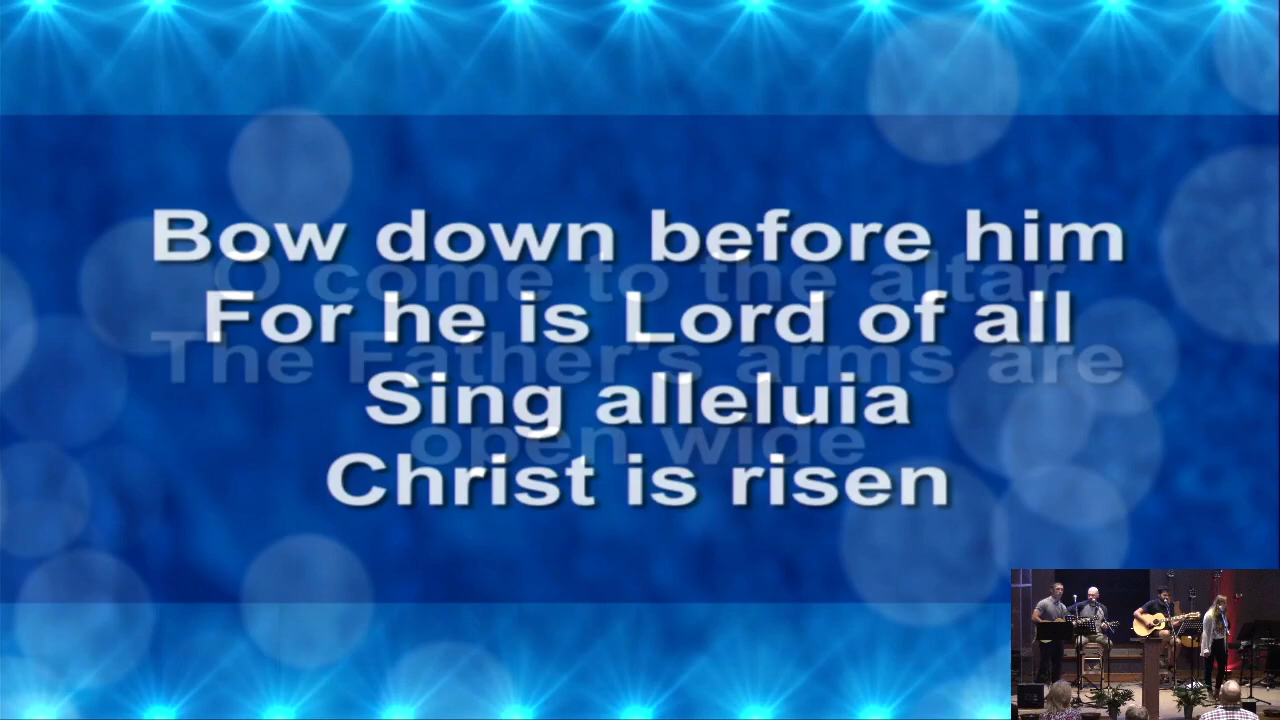 Bow down before him
O come to the altar
For he is Lord of all
The Father's arms are
Sing alleluia
open wide
Christ is risen